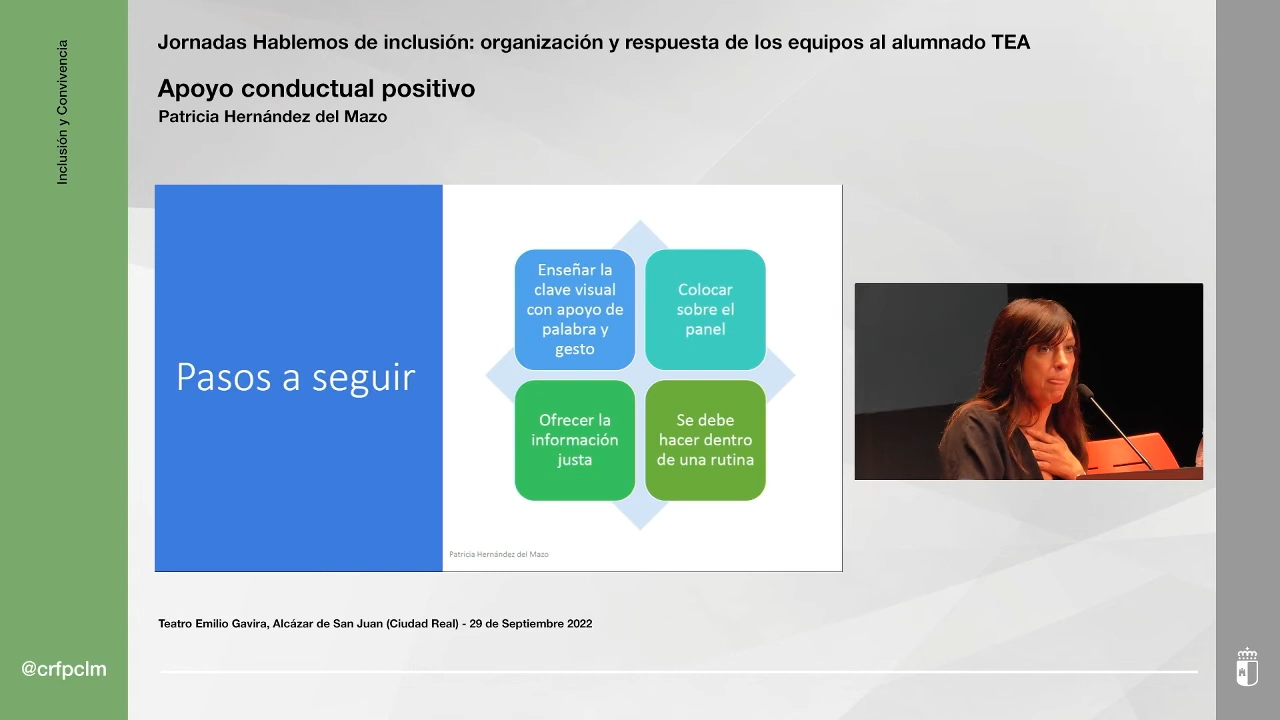 Inclusión y Convivencia
Jornadas Hablemos de inclusión: organización y respuesta de los equipos al alumnado TEA
Apoyo conductual positivo
Patricia Hernández del Mazo
Pasos a seguir
Enseñar la
clave visual
con apoyo de
palabra y
gesto
Colocar
sobre el
panel
Ofrecer la
información
justa
Se debe
hacer dentro
de una rutina
Patricia Hernández del Mazo
Teatro Emilio Gavira, Alcázar de San Juan (Ciudad Real) - 29 de Septiembre 2022
@crfpclm